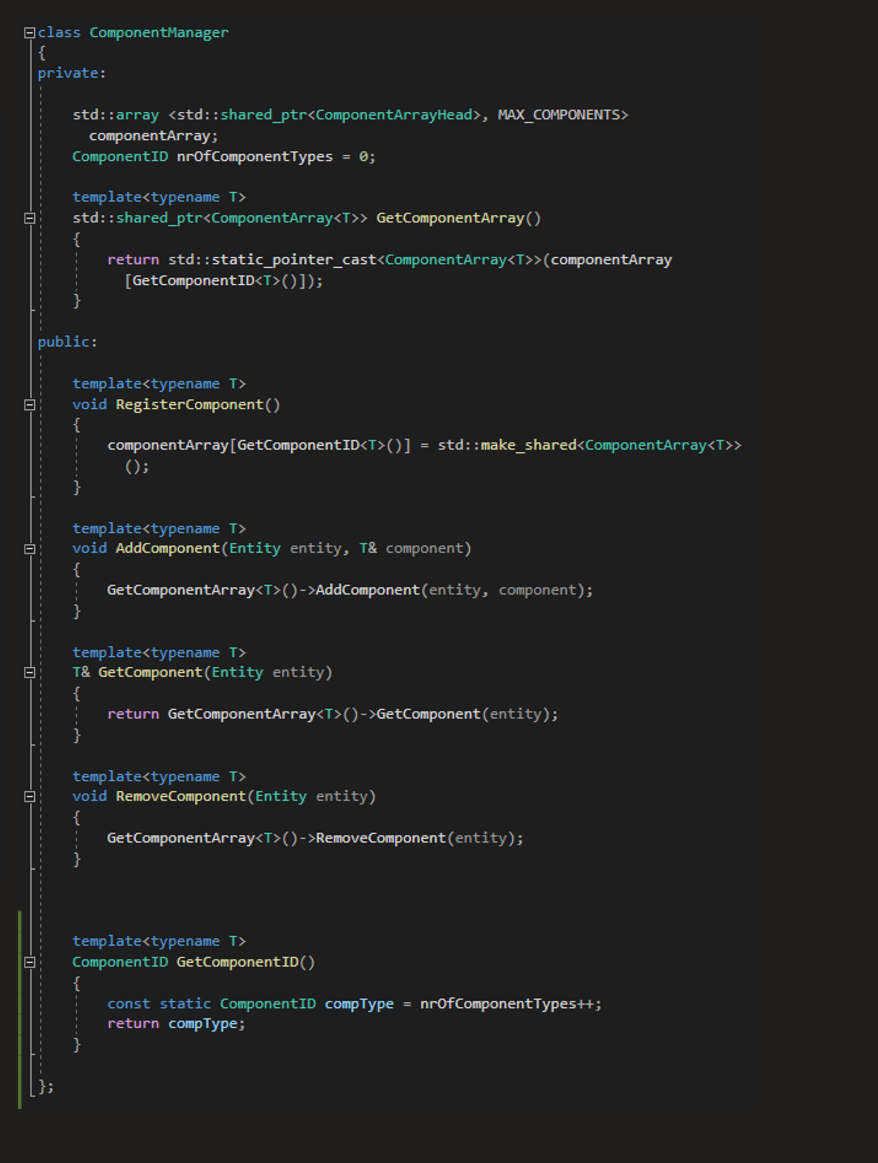 class ComponentManager
{
private:
std::array <std::shared_ptr<ComponentArrayHead>, MAX_COMPONENTS>
componentArray;
ComponentID nrOfComponentTypes = 0;
template<typename T>
std::shared_ptr<ComponentArray<T>> GetComponentArray()
{
return std::static_pointer_cast<ComponentArray<T>>(componentArray
[GetComponentID<T>()]);
}
public:
template<typename T>
void RegisterComponent()
{
componentArray[GetComponentID<T>()] = std::make_shared<ComponentArray<T>>
();
}
template<typename T>
void AddComponent(Entity entity, T& component)
{
GetComponentArray<T>()->AddComponent(entity, component);
}
template<typename T>
T& GetComponent(Entity entity)
{
return GetComponentArray<T>()->GetComponent(entity);
}
template<typename T>
void RemoveComponent(Entity entity)
{
GetComponentArray<T>()->RemoveComponent(entity);
}
template<typename T>
ComponentID GetComponentID()
{
const static ComponentID compType = nrOfComponentTypes++;
return compType;
}
};